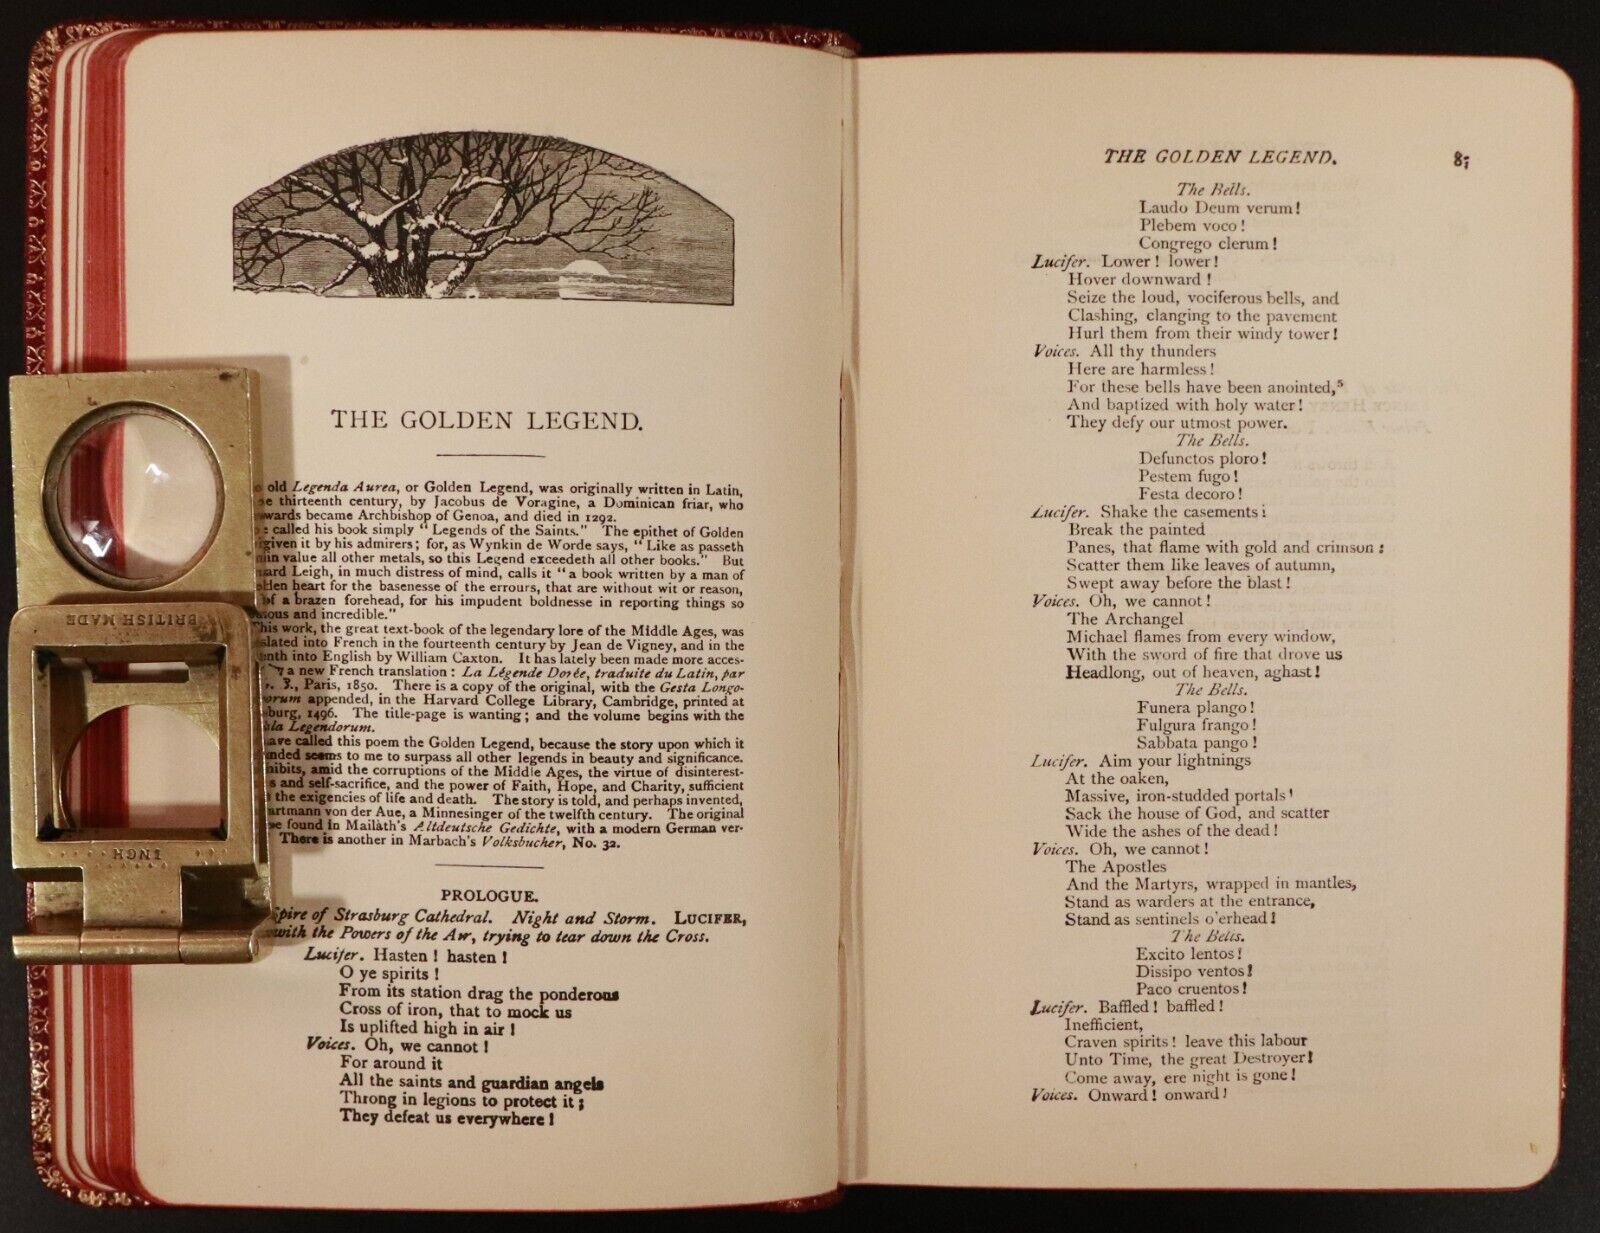 THE GOLDEN LEGEND.
old Legenda Aurea, or Golden Legend, was originally written in Latin,
thirteenth century, by Jacobus de Voragine, a Dominican friar, who
wards became Archbishop of Genoa, and died in 1292.
called his book simply "Legends of the Saints." The epithet of Golden
given it by his admirers; for, as Wynkin de Worde says, "Like as passeth
in value all other metals, so this Legend exceedeth all other books." But
ard Leigh, in much distress of mind, calls it "a book written by a man of
den heart for the basenesse of the errours, that are without wit or reason,
of a brazen forehead, for his impudent boldnesse in reporting things so
ous and incredible."
This work, the great text-book of the legendary lore of the Middle Ages, was
slated into French in the fourteenth century by Jean de Vigney, and in the
nth into English by William Caxton. It has lately been made more acces-
y a new French translation: La Légende Dorée, traduite du Latin, par
B., Paris, 1850. There is a copy of the original, with the Gesta Longo-
orum appended, in the Harvard College Library, Cambridge, printed at
burg, 1496. The title-page is wanting; and the volume begins with the
la Legendorum.
ave called this poem the Golden Legend, because the story upon which it
nded seems to me to surpass all other legends in beauty and significance.
hibits, amid the corruptions of the Middle Ages, the virtue of disinterest-
s and self-sacrifice, and the power of Faith, Hope, and Charity, sufficient
the exigencies of life and death. The story is told, and perhaps invented,
artmann von der Aue, a Minnesinger of the twelfth century. The original
e found in Mailàth's Altdeutsche Gedichte, with a modern German ver-
There is another in Marbach's Volksbucher, No. 32.
PROLOGUE.
Spire of Strasburg Cathedral. Night and Storm. LUCIFER,
with the Powers of the Air, trying to tear down the Cross.
Lucifer. Hasten! hasten!
O ye spirits!
From its station drag the ponderous
Cross of iron, that to mock us
Is uplifted high in air!
Voices. Oh, we cannot!
For around it
All the saints and guardian angels
Throng in legions to protect it;
They defeat us everywhere!
BRITISH MADE
INCH
THE GOLDEN LEGEND.
The Bells.
Laudo Deum verum!
Plebem voco!
Congrego clerum!
Lucifer. Lower! lower!
Hover downward!
Seize the loud, vociferous bells, and
Clashing, clanging to the pavement
Hurl them from their windy tower!
Voices. All thy thunders
Here are harmless!
For these bells have been anointed,⁵
And baptized with holy water!
They defy our utmost power.
The Bells.
Defunctos ploro!
Pestem fugo!
Festa decoro!
Lucifer. Shake the casements!
Break the painted
Panes, that flame with gold and crimson:
Scatter them like leaves of autumn,
Swept away before the blast!
Voices. Oh, we cannot!
The Archangel
Michael flames from every window,
With the sword of fire that drove us
Headlong, out of heaven, aghast!
The Bells.
Funera plango!
Fulgura frango!
Sabbata pango!
Lucifer. Aim your lightnings
At the oaken,
Massive, iron-studded portals!
Sack the house of God, and scatter
Wide the ashes of the dead!
Voices. Oh, we cannot!
The Apostles
And the Martyrs, wrapped in mantles,
Stand as warders at the entrance,
Stand as sentinels o'erhead!
The Bells.
Excito lentos!
Dissipo ventos!
Paco cruentos!
Lucifer. Baffled! baffled!
Inefficient,
Craven spirits! leave this labour
Unto Time, the great Destroyer!
Come away, ere night is gone!
Voices. Onward! onward!